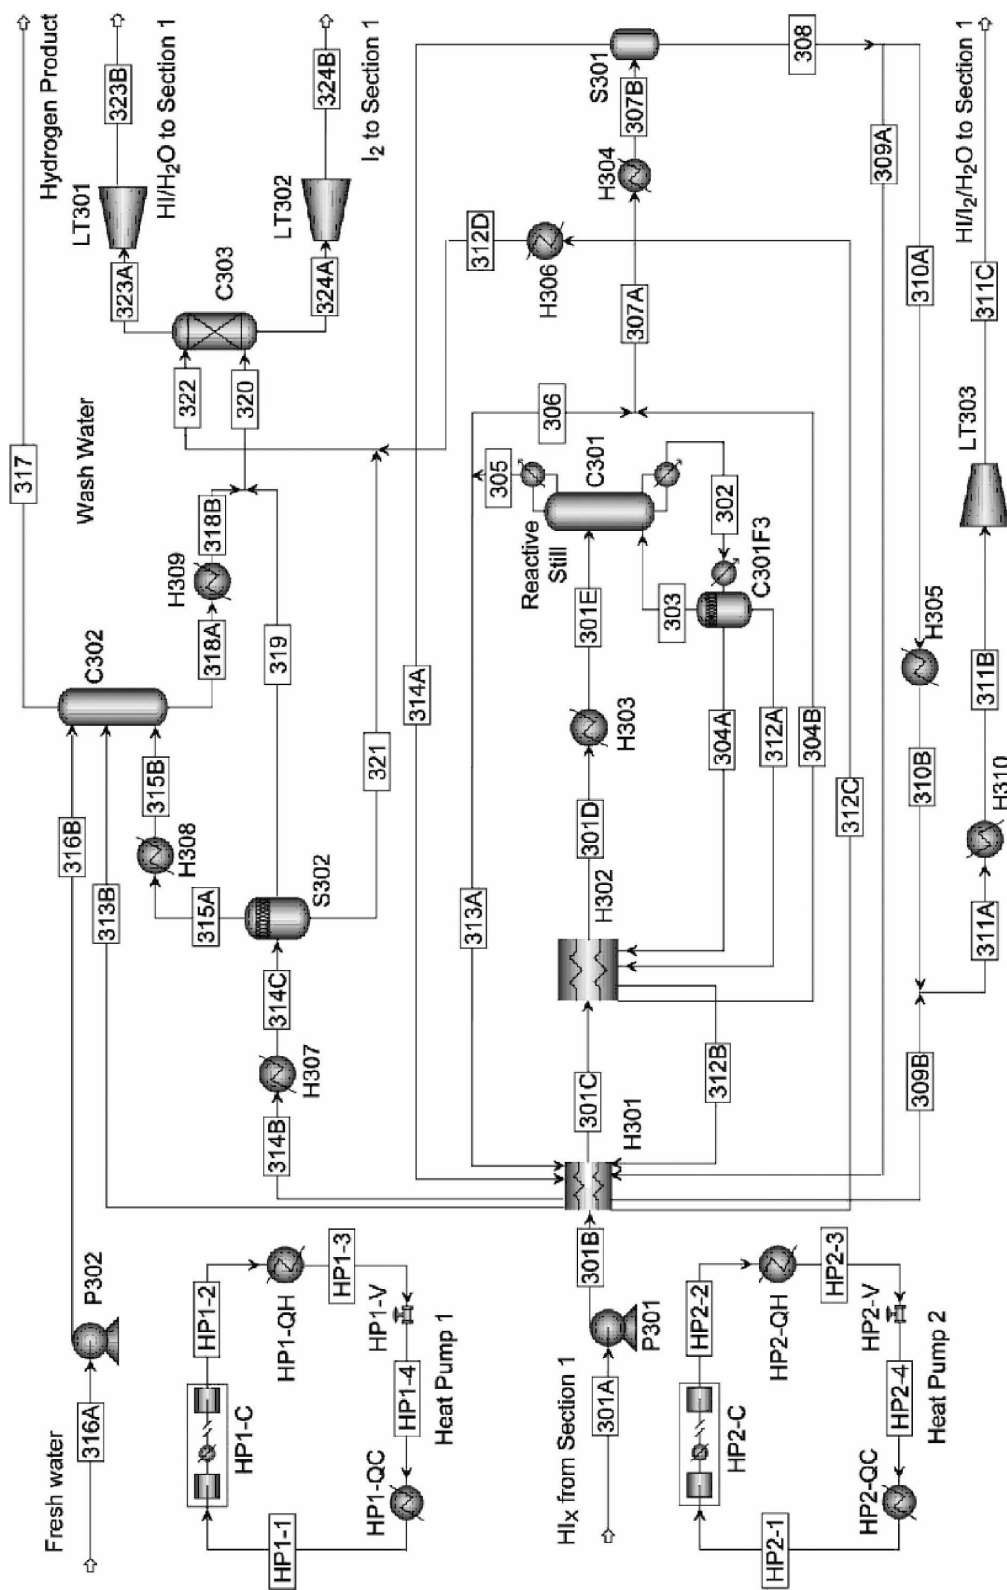 Fresh water
316A
P302
316B
313B
C302
317
Hydrogen Product
HP1-1
HP1-C
HP1-2
HP1-QH
HP1-3
HP1-V
HP1-4
HP1-QC
Heat Pump 1
314B
H307
314C
S302
315A
H308
315B
318A
H309
318B
319
321
Wash Water
322
320
C303
323A
LT301
323B
HI/H2O to Section 1
324A
LT302
324B
I2 to Section 1
314A
313A
HIx from Section 1
301A
P301
301B
H301
301C
312B
H302
301D
H303
301E
Reactive
Still
C301
305
306
302
303
C301F3
304A
312A
304B
312C
307A
H306
312D
H304
307B
S301
308
309A
310A
HP2-1
HP2-C
HP2-2
HP2-QH
HP2-3
HP2-V
HP2-4
HP2-QC
Heat Pump 2
309B
310B
H305
311A
H310
311B
LT303
311C
HI/I2/H2O to Section 1